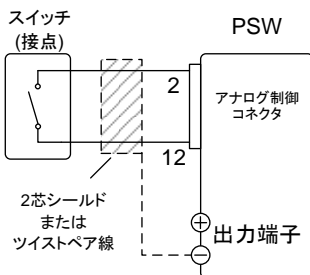 スイッチ
(接点)
PSW
2
アナログ制御
コネクタ
12
2芯シールド
または
ツイストペア線
出力端子